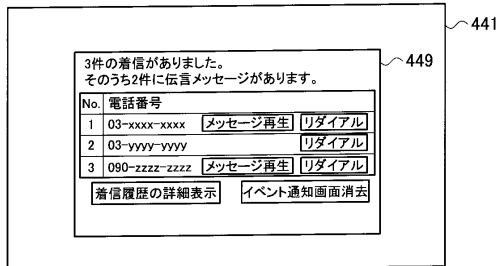 441
449
3件の着信がありました。
そのうち2件に伝言メッセージがあります。
No. 電話番号
1 03-xxxx-xxxx メッセージ再生 リダイアル
2 03-yyyy-yyyy リダイアル
3 090-zzzz-zzzz メッセージ再生 リダイアル
着信履歴の詳細表示 イベント通知画面消去